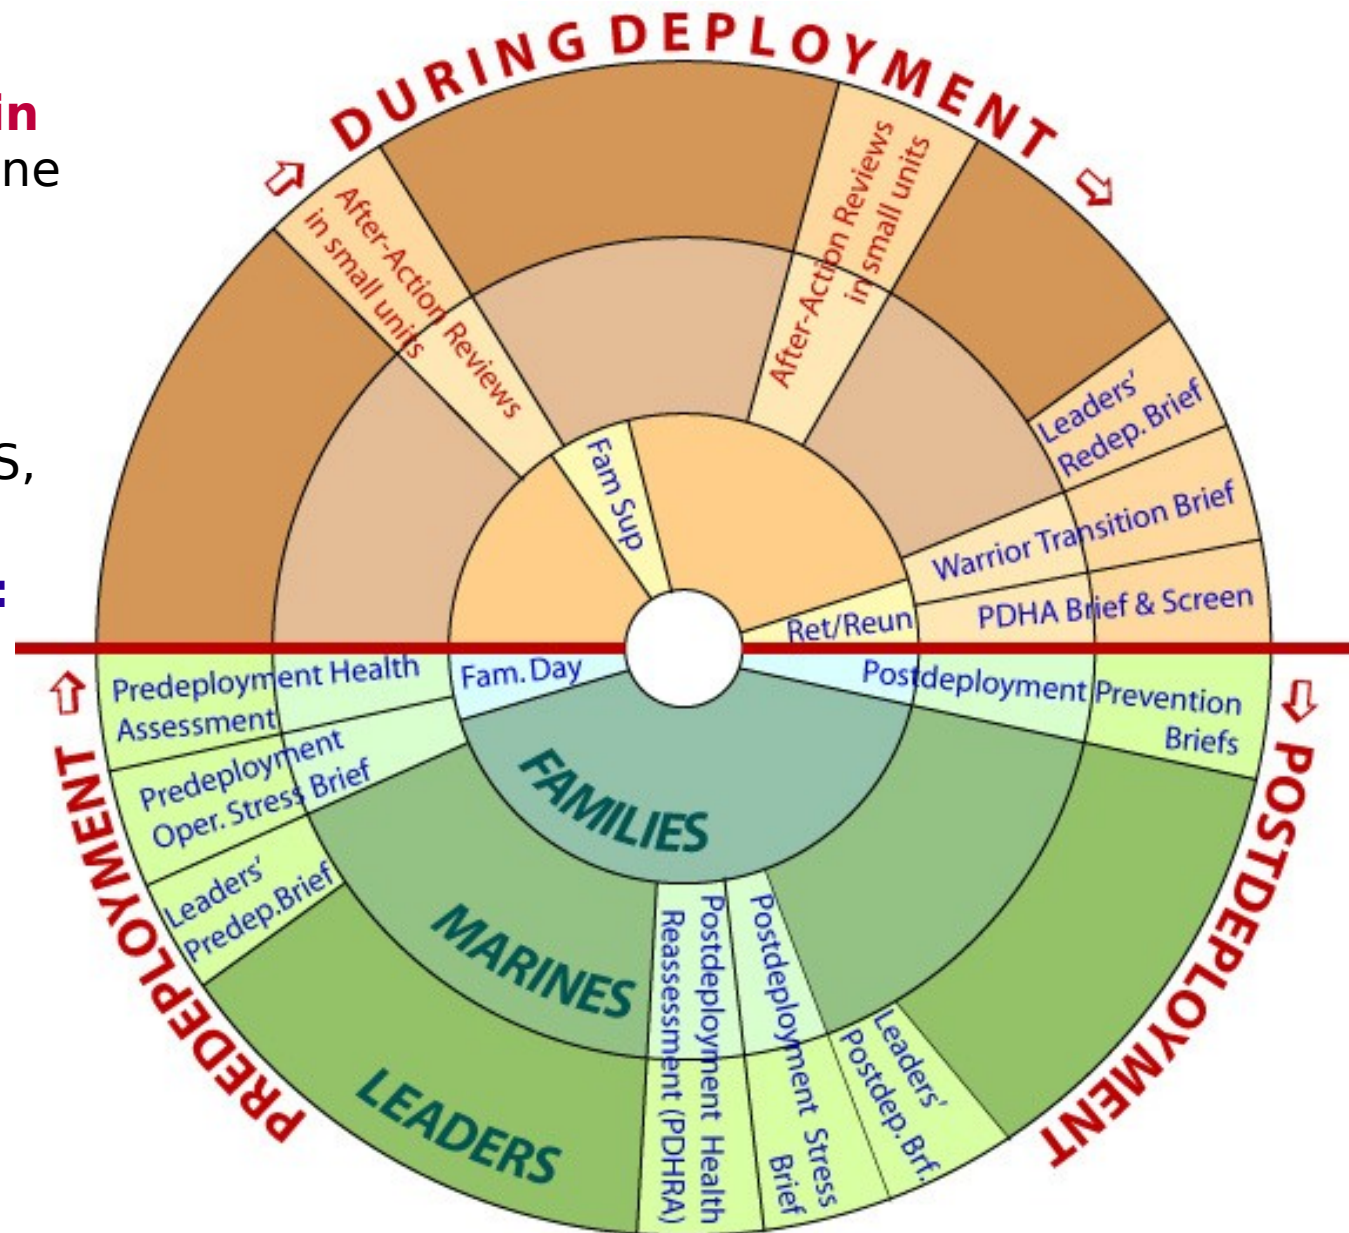 in
ne
S,
:
DURING DEPLOYMENT
After-Action Reviews
in small units
After-Action Reviews
in small units
Leaders'
Redep. Brief
Warrior Transition Brief
PDHA Brief & Screen
Fam Sup
Ret/Reun
Predeployment Health
Assessment
Fam. Day
Postdeployment Prevention
Briefs
Predeployment
Oper. Stress Brief
Leaders'
Predep.Brief
FAMILIES
MARINES
LEADERS
Postdeployment Health
Reassessment (PDHRA)
Postdeployment Stress
Brief
Leaders'
Postdep. Brf.
PREDEPLOYMENT
POSTDEPLOYMENT